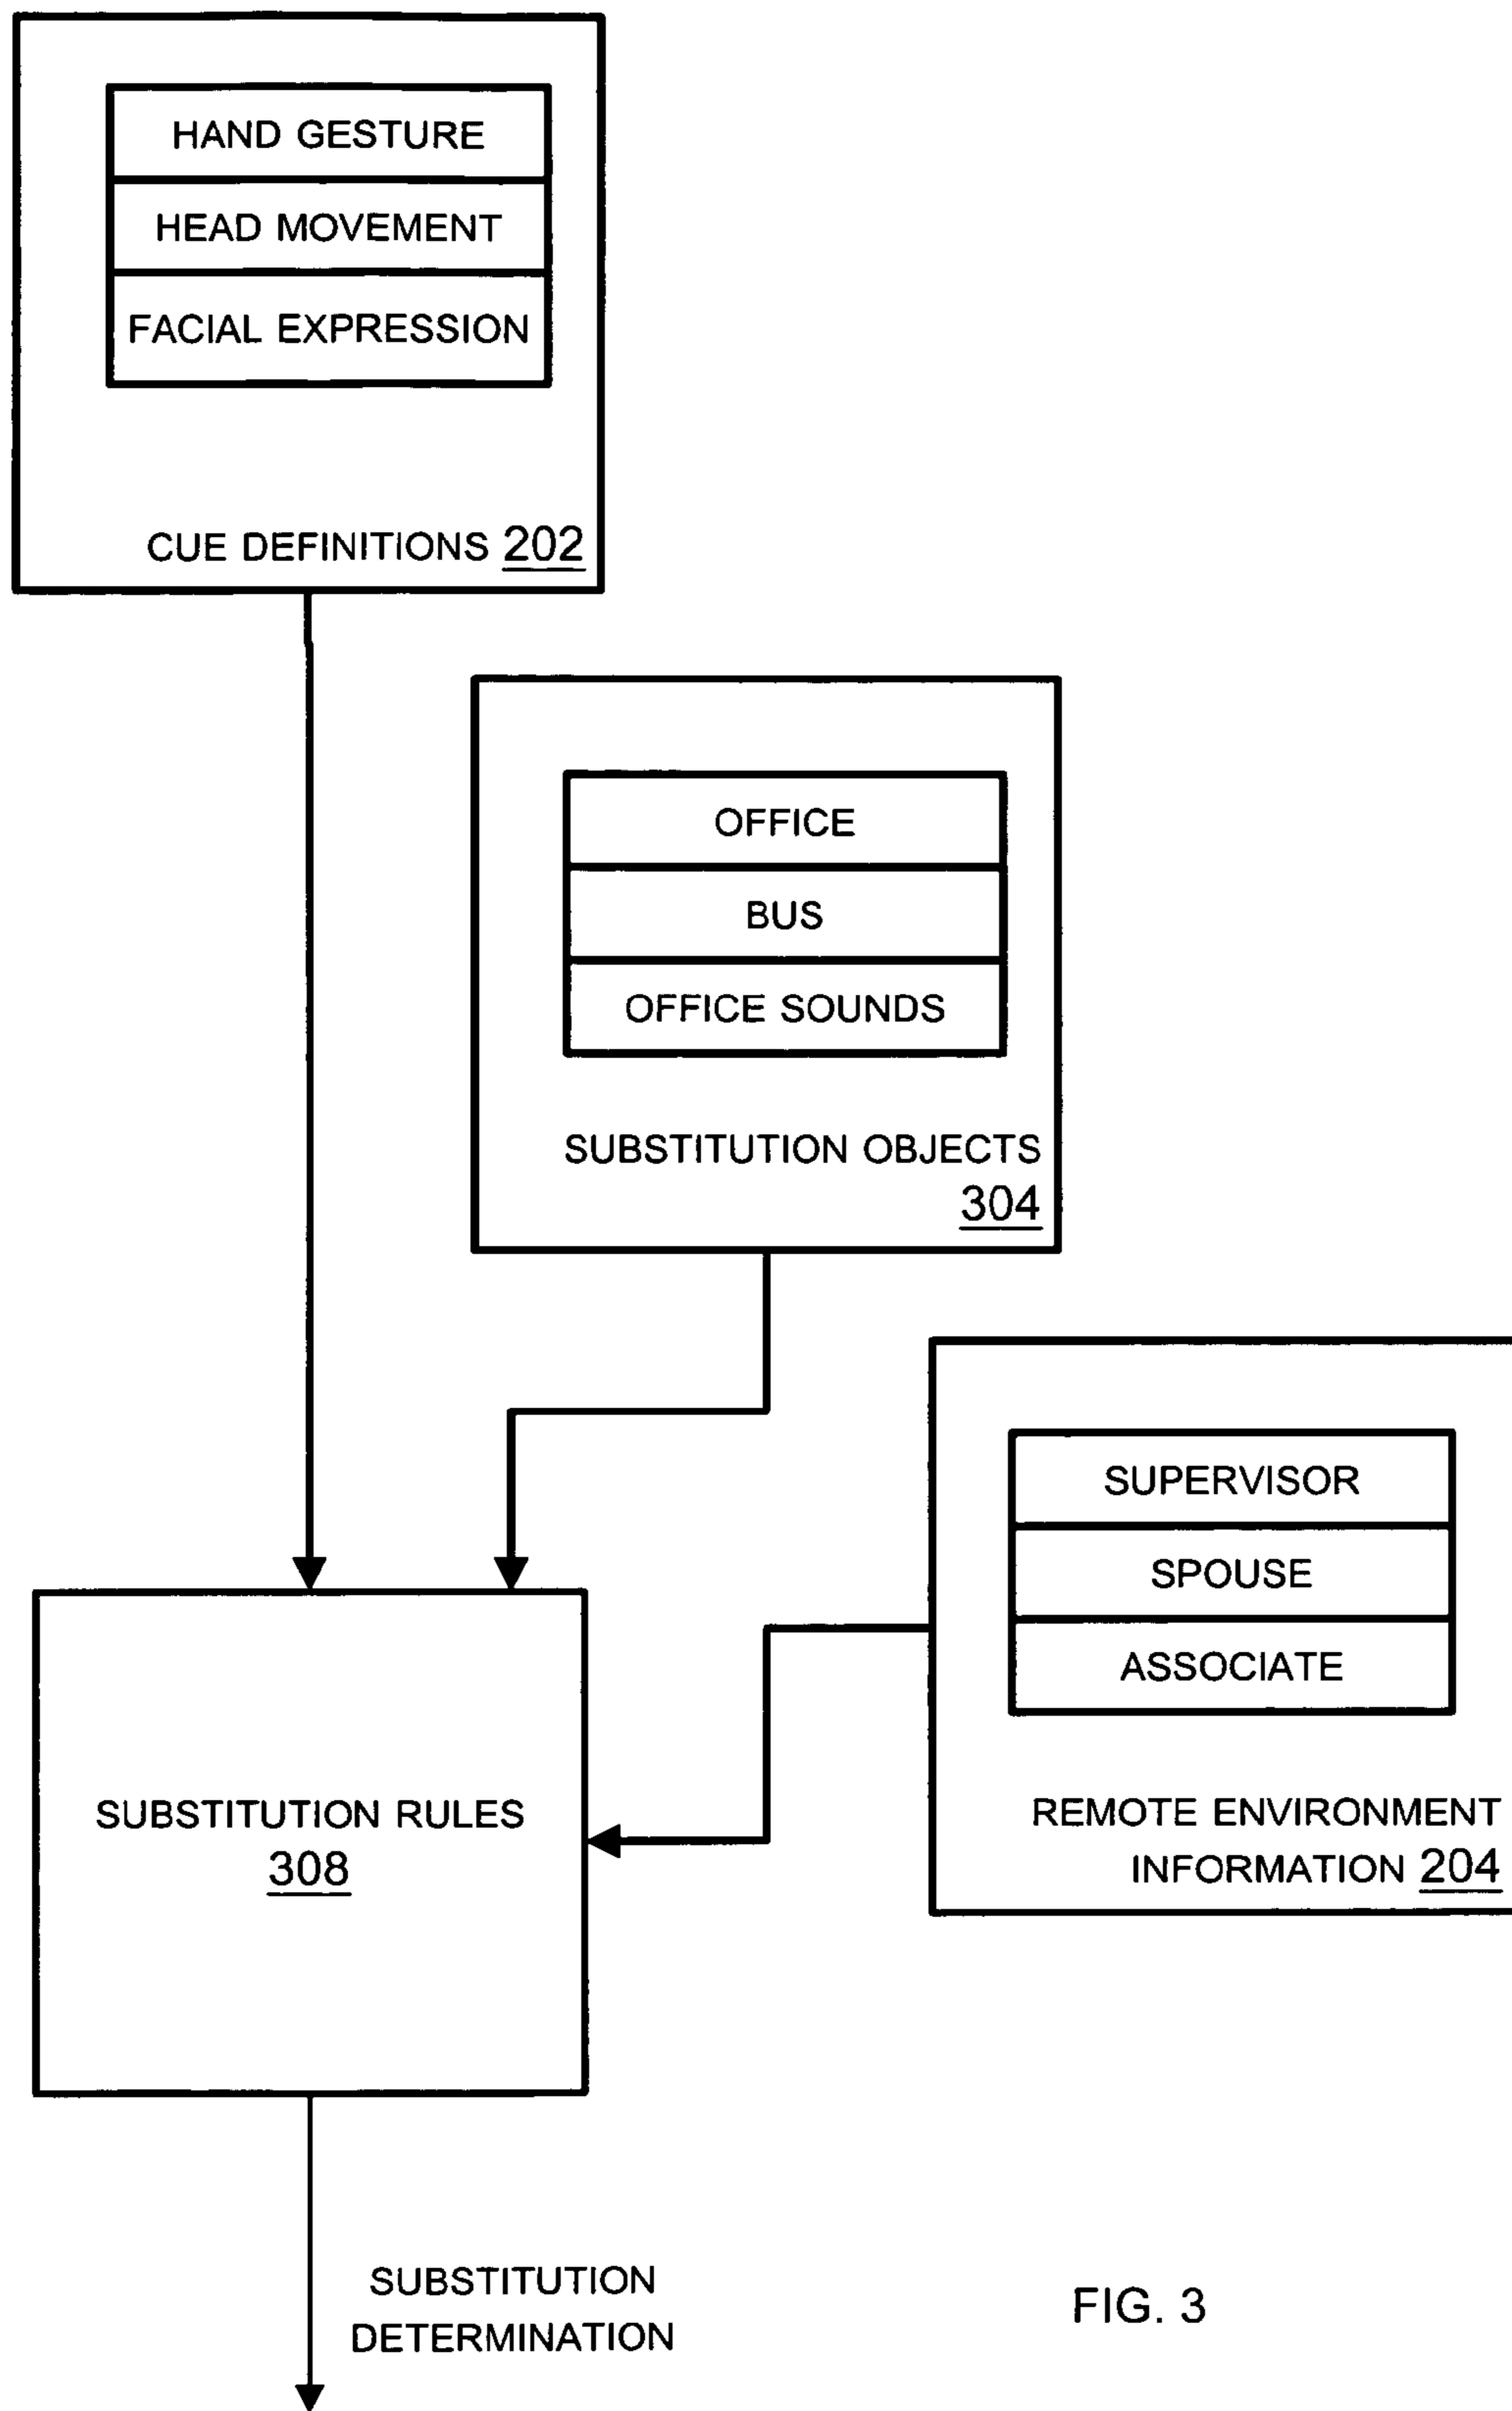 HAND GESTURE
HEAD MOVEMENT
FACIAL EXPRESSION
CUE DEFINITIONS 202
OFFICE
BUS
OFFICE SOUNDS
SUBSTITUTION OBJECTS
304
SUPERVISOR
SPOUSE
ASSOCIATE
REMOTE ENVIRONMENT
INFORMATION 204
SUBSTITUTION RULES
308
SUBSTITUTION
DETERMINATION
FIG. 3